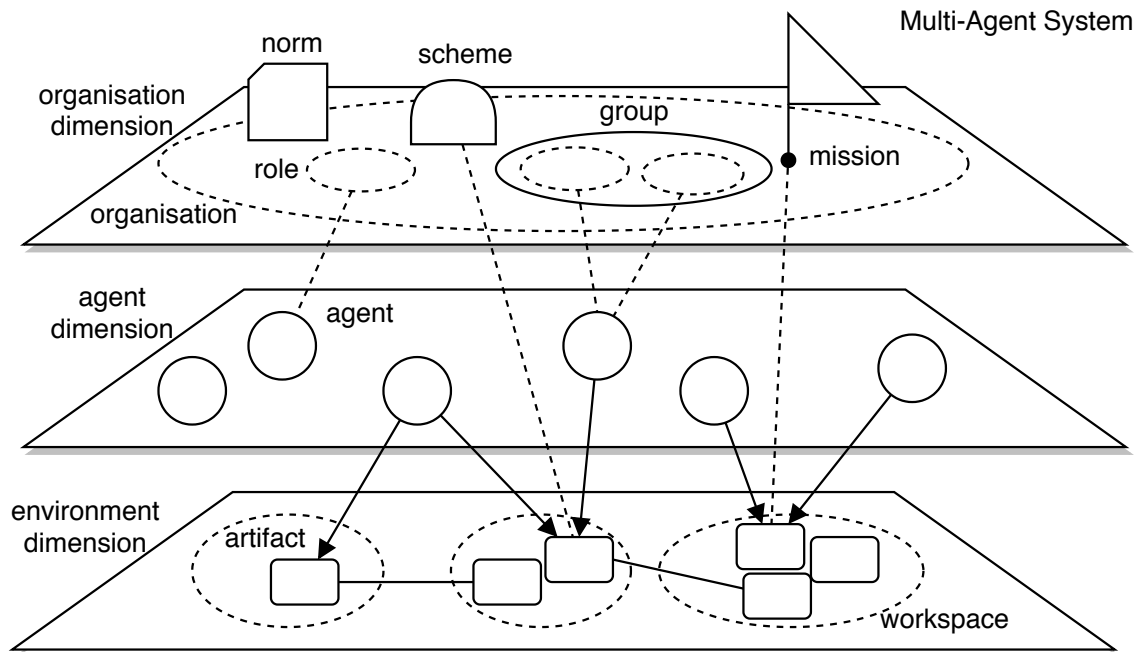 Multi-Agent System
norm
scheme
organisation
dimension
group
role
mission
organisation
agent
dimension
agent
environment
dimension
artifact
workspace